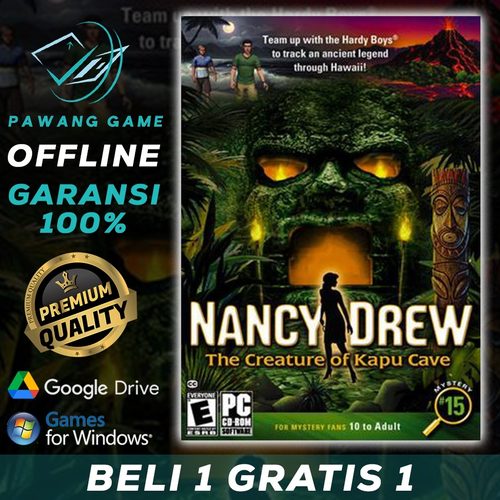 PAWANG GAME
OFFLINE
GARANSI
100%
PREMIUM
QUALITY
Google Drive
Games
for Windows®
Team up with the Hardy Boys®
to track an ancient legend
through Hawaii!
NANCY DREW
The Creature of Kapu Cave
CC
EVERYONE
E
ESRB
PC
CD-ROM
SOFTWARE
FOR MYSTERY FANS 10 to Adult
MYSTERY
#15
BELI 1 GRATIS 1